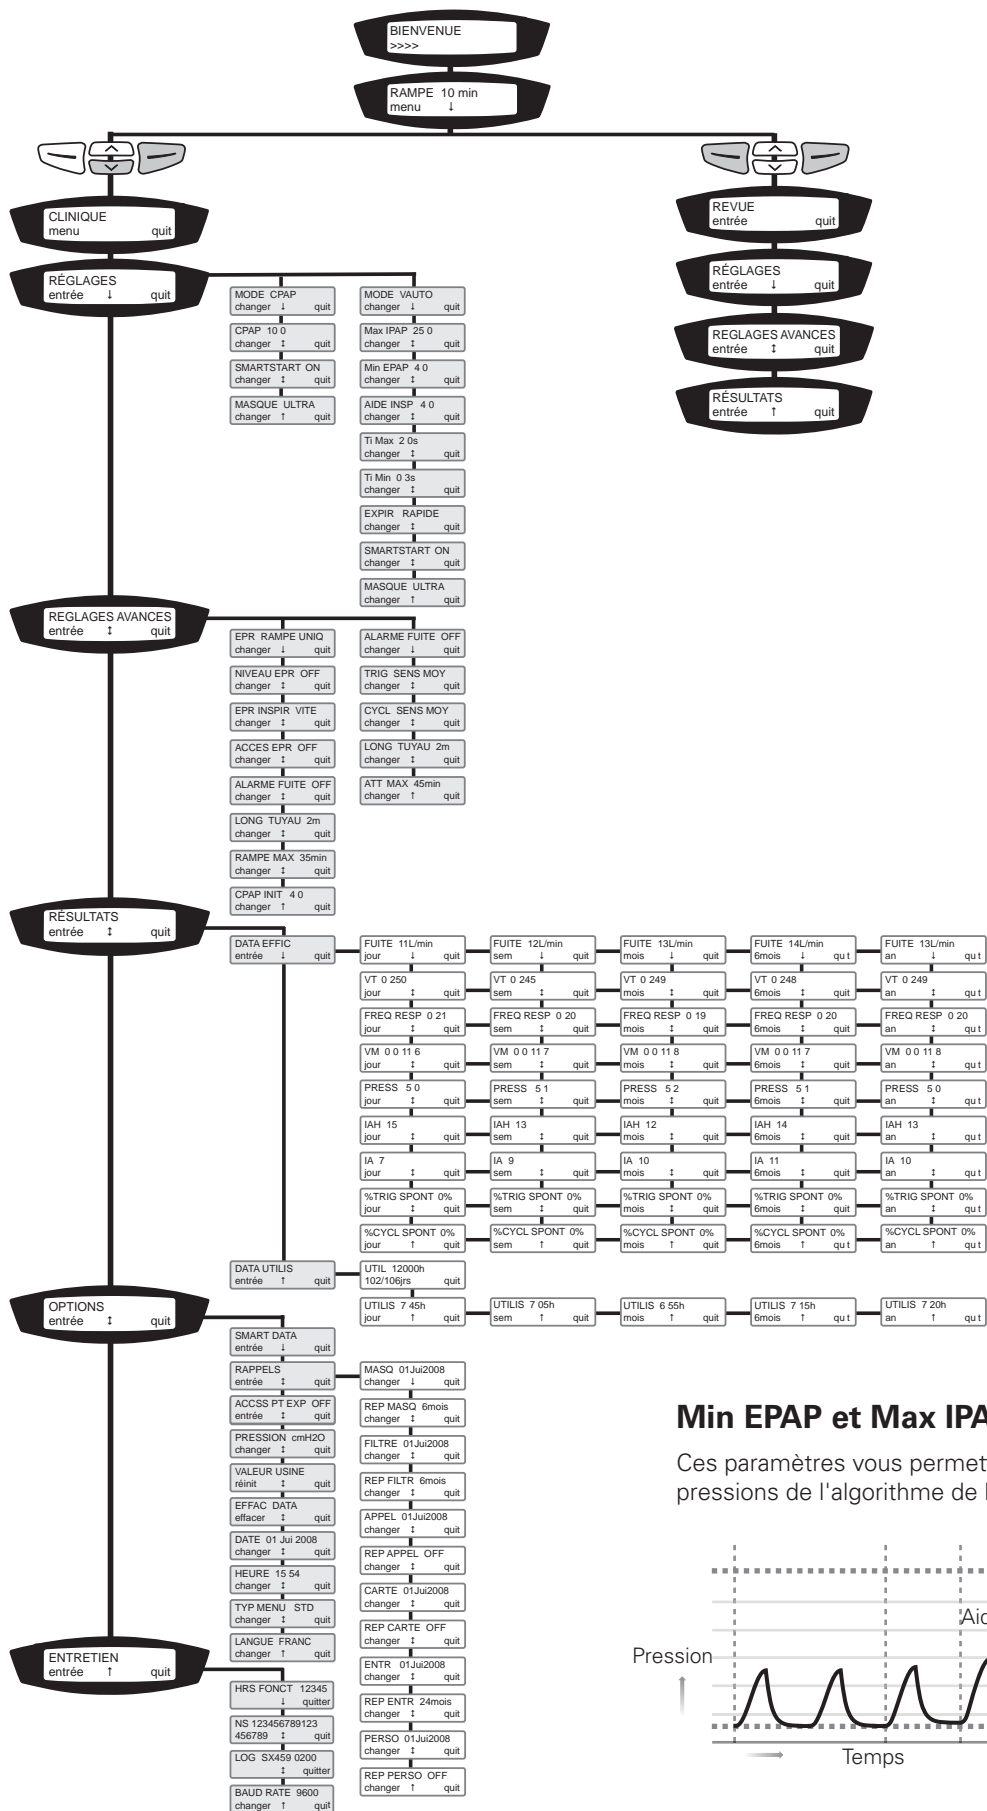 BIENVENUE
>>>>
RAMPE 10 min
menu ↓
CLINIQUE
menu quit
RÉGLAGES
entrée ↓ quit
MODE CPAP
changer ↓ quit
CPAP 10 0
changer ↕ quit
SMARTSTART ON
changer ↕ quit
MASQUE ULTRA
changer ↑ quit
MODE VAUTO
changer ↓ quit
Max IPAP 25 0
changer ↕ quit
Min EPAP 4 0
changer ↕ quit
AIDE INSP 4 0
changer ↕ quit
Ti Max 2 0s
changer ↕ quit
Ti Min 0 3s
changer ↕ quit
EXPIR RAPIDE
changer ↕ quit
SMARTSTART ON
changer ↕ quit
MASQUE ULTRA
changer ↑ quit
REVUE
entrée quit
RÉGLAGES
entrée ↓ quit
REGLAGES AVANCES
entrée ↕ quit
RÉSULTATS
entrée ↑ quit
REGLAGES AVANCES
entrée ↕ quit
EPR RAMPE UNIQ
changer ↓ quit
NIVEAU EPR OFF
changer ↕ quit
EPR INSPIR VITE
changer ↕ quit
ACCES EPR OFF
changer ↕ quit
ALARME FUITE OFF
changer ↕ quit
LONG TUYAU 2m
changer ↕ quit
RAMPE MAX 35min
changer ↕ quit
CPAP INIT 4 0
changer ↑ quit
ALARME FUITE OFF
changer ↓ quit
TRIG SENS MOY
changer ↕ quit
CYCL SENS MOY
changer ↕ quit
LONG TUYAU 2m
changer ↕ quit
ATT MAX 45min
changer ↑ quit
RÉSULTATS
entrée ↕ quit
DATA EFFIC
entrée ↓ quit
FUITE 11L/min
jour ↓ quit
FUITE 12L/min
sem ↓ quit
FUITE 13L/min
mois ↓ quit
FUITE 14L/min
6mois ↓ qu t
FUITE 13L/min
an ↓ qu t
VT 0 250
jour ↕ quit
VT 0 245
sem ↕ quit
VT 0 249
mois ↕ quit
VT 0 248
6mois ↕ quit
VT 0 249
an ↕ qu t
FREQ RESP 0 21
jour ↕ quit
FREQ RESP 0 20
sem ↕ quit
FREQ RESP 0 19
mois ↕ quit
FREQ RESP 0 20
6mois ↕ quit
FREQ RESP 0 20
an ↕ qu t
VM 0 0 11 6
jour ↕ quit
VM 0 0 11 7
sem ↕ quit
VM 0 0 11 8
mois ↕ quit
VM 0 0 11 7
6mois ↕ quit
VM 0 0 11 8
an ↕ qu t
PRESS 5 0
jour ↕ quit
PRESS 5 1
sem ↕ quit
PRESS 5 2
mois ↕ quit
PRESS 5 1
6mois ↕ quit
PRESS 5 0
an ↕ qu t
IAH 15
jour ↕ quit
IAH 13
sem ↕ quit
IAH 12
mois ↕ quit
IAH 14
6mois ↕ quit
IAH 13
an ↕ qu t
IA 7
jour ↕ quit
IA 9
sem ↕ quit
IA 10
mois ↕ quit
IA 11
6mois ↕ quit
IA 10
an ↕ qu t
%TRIG SPONT 0%
jour ↕ quit
%TRIG SPONT 0%
sem ↕ quit
%TRIG SPONT 0%
mois ↕ quit
%TRIG SPONT 0%
6mois ↕ quit
%TRIG SPONT 0%
an ↕ qu t
%CYCL SPONT 0%
jour ↑ quit
%CYCL SPONT 0%
sem ↑ quit
%CYCL SPONT 0%
mois ↑ quit
%CYCL SPONT 0%
6mois ↑ quit
%CYCL SPONT 0%
an ↑ qu t
DATA UTILIS
entrée ↑ quit
UTIL 12000h
102/106jrs quit
UTILIS 7 45h
jour ↑ quit
UTILIS 7 05h
sem ↑ quit
UTILIS 6 55h
mois ↑ quit
UTILIS 7 15h
6mois ↑ qu t
UTILIS 7 20h
an ↑ qu t
OPTIONS
entrée ↕ quit
SMART DATA
entrée ↓ quit
RAPPELS
entrée ↕ quit
ACCSS PT EXP OFF
entrée ↕ quit
PRESSION cmH2O
changer ↕ quit
VALEUR USINE
réinit ↕ quit
EFFAC DATA
effacer ↕ quit
DATE 01 Jui 2008
changer ↕ quit
HEURE 15 54
changer ↕ quit
TYP MENU STD
changer ↕ quit
LANGUE FRANC
changer ↑ quit
MASQ 01Jui2008
changer ↓ quit
REP MASQ 6mois
changer ↕ quit
FILTRE 01Jui2008
changer ↕ quit
REP FILTR 6mois
changer ↕ quit
APPEL 01Jui2008
changer ↕ quit
REP APPEL OFF
changer ↕ quit
CARTE 01Jui2008
changer ↕ quit
REP CARTE OFF
changer ↕ quit
ENTR 01Jui2008
changer ↕ quit
REP ENTR 24mois
changer ↕ quit
PERSO 01Jui2008
changer ↕ quit
REP PERSO OFF
changer ↑ quit
ENTRETIEN
entrée ↑ quit
HRS FONCT 12345
↓ quitter
NS 123456789123
456789 ↕ quit
LOG SX459 0200
↕ quitter
BAUD RATE 9600
changer ↑ quit
Min EPAP et Max IPA
Ces paramètres vous permett
pressions de l'algorithme de l
Aid
Pression
Temps